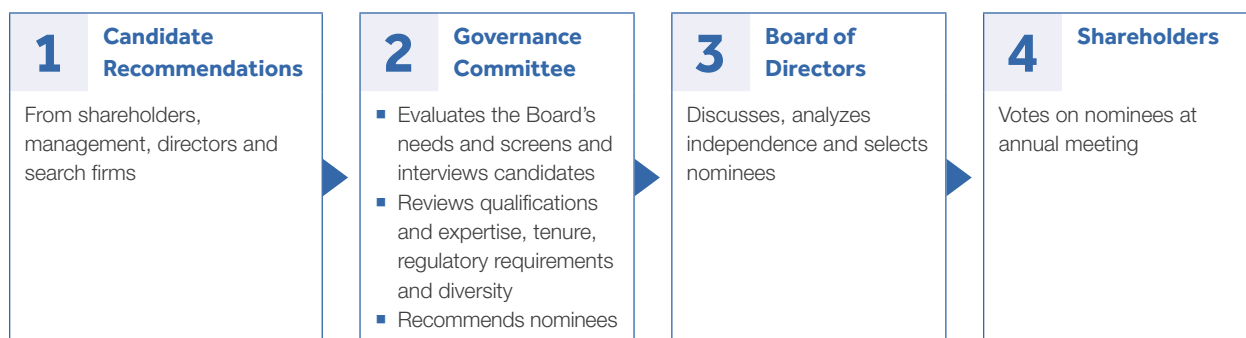 1
Candidate
Recommendations
From shareholders,
management, directors and
search firms
2
Governance
Committee
▪ Evaluates the Board's
needs and screens and
interviews candidates
▪ Reviews qualifications
and expertise, tenure,
regulatory requirements
and diversity
▪ Recommends nominees
3
Board of
Directors
Discusses, analyzes
independence and selects
nominees
4
Shareholders
Votes on nominees at
annual meeting